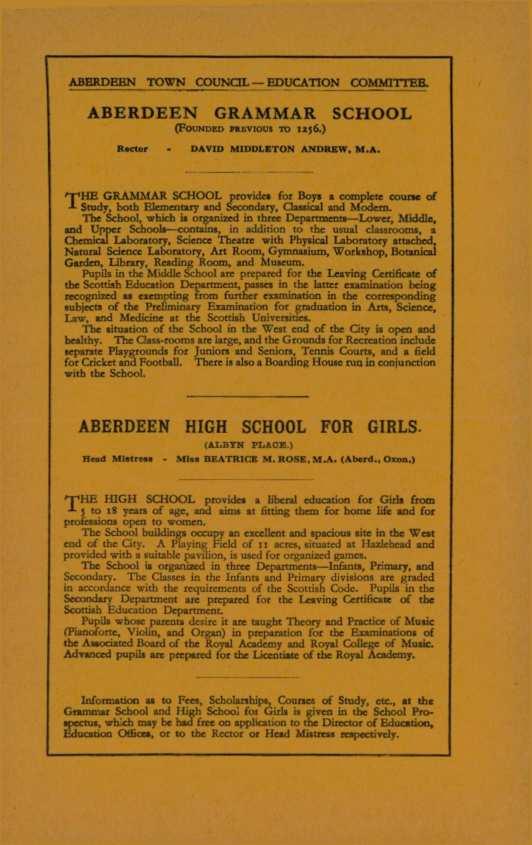 ABERDEEN TOWN COUNCIL — EDUCATION COMMITTEE.
ABERDEEN GRAMMAR SCHOOL
(FOUNDED PREVIOUS TO 1256.)
Rector - DAVID MIDDLETON ANDREW, M.A.
THE GRAMMAR SCHOOL provides for Boys a complete course of
Study, both Elementary and Secondary, Classical and Modern.
The School, which is organized in three Departments—Lower, Middle,
and Upper Schools—contains, in addition to the usual classrooms, a
Chemical Laboratory, Science Theatre with Physical Laboratory attached,
Natural Science Laboratory, Art Room, Gymnasium, Workshop, Botanical
Garden, Library, Reading Room, and Museum.
Pupils in the Middle School are prepared for the Leaving Certificate of
the Scottish Education Department, passes in the latter examination being
recognized as exempting from further examination in the corresponding
subjects of the Preliminary Examination for graduation in Arts, Science,
Law, and Medicine at the Scottish Universities.
The situation of the School in the West end of the City is open and
healthy. The Class-rooms are large, and the Grounds for Recreation include
separate Playgrounds for Juniors and Seniors, Tennis Courts, and a field
for Cricket and Football. There is also a Boarding House run in conjunction
with the School.
ABERDEEN HIGH SCHOOL FOR GIRLS.
(ALBYN PLACE.)
Head Mistress - Miss BEATRICE M. ROSE, M.A. (Aberd., Oxon.)
THE HIGH SCHOOL provides a liberal education for Girls from
5 to 18 years of age, and aims at fitting them for home life and for
professions open to women.
The School buildings occupy an excellent and spacious site in the West
end of the City. A Playing Field of 11 acres, situated at Hazlehead and
provided with a suitable pavilion, is used for organized games.
The School is organized in three Departments—Infants, Primary, and
Secondary. The Classes in the Infants and Primary divisions are graded
in accordance with the requirements of the Scottish Code. Pupils in the
Secondary Department are prepared for the Leaving Certificate of the
Scottish Education Department.
Pupils whose parents desire it are taught Theory and Practice of Music
(Pianoforte, Violin, and Organ) in preparation for the Examinations of
the Associated Board of the Royal Academy and Royal College of Music.
Advanced pupils are prepared for the Licentiate of the Royal Academy.
Information as to Fees, Scholarships, Courses of Study, etc., at the
Grammar School and High School for Girls is given in the School Pro-
spectus, which may be had free on application to the Director of Education,
Education Offices, or to the Rector or Head Mistress respectively.